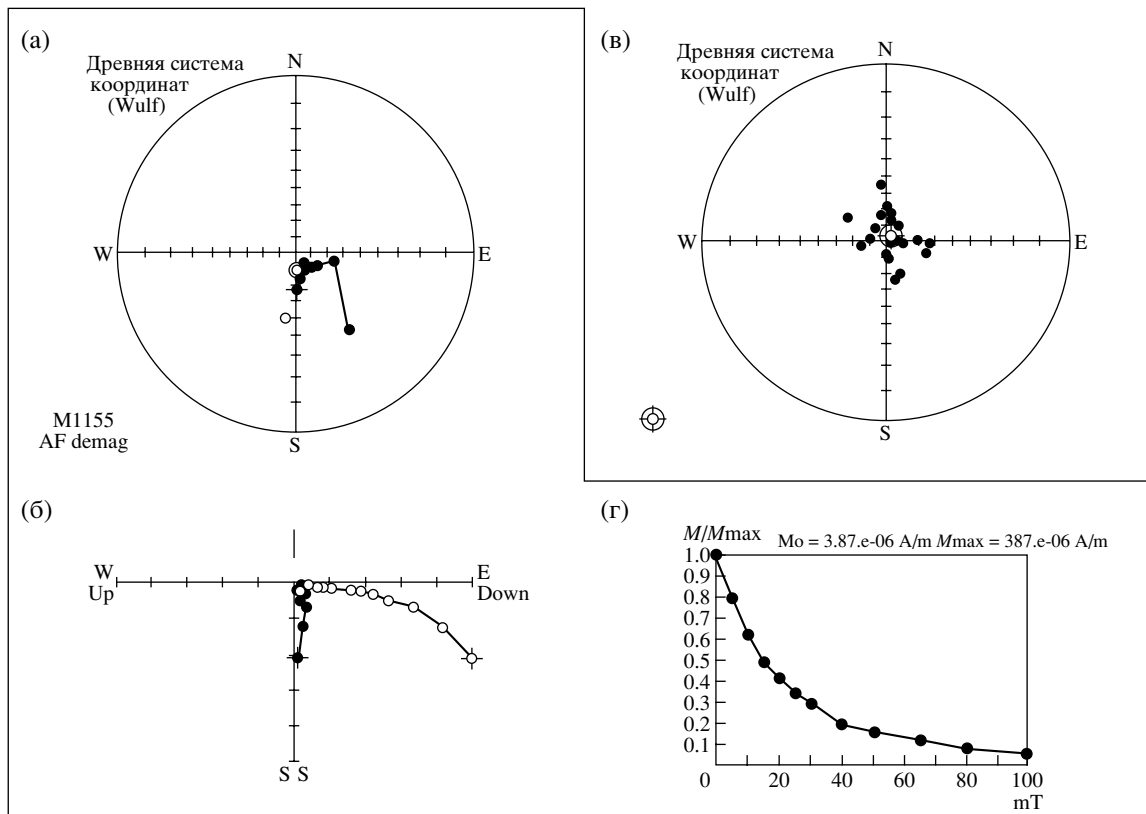 (а)
Древняя система
координат
(Wulf)
N
W
E
S
M1155
AF demag
(в)
Древняя система
координат
(Wulf)
N
W
E
S
(б)
W
Up
E
Down
S S
(г)
M/Mmax
Mo = 3.87.e-06 A/m Mmax = 387.e-06 A/m
1.0
0.9
0.8
0.7
0.6
0.5
0.4
0.3
0.2
0.1
0 20 40 60 80 100
mT